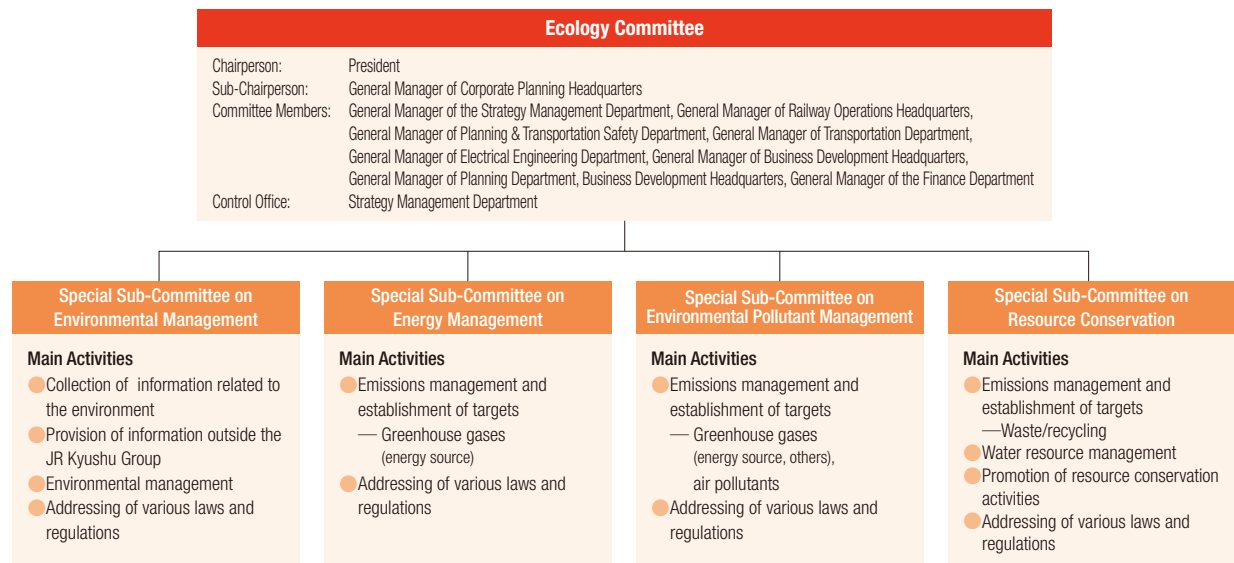 Ecology Committee
Chairperson: President
Sub-Chairperson: General Manager of Corporate Planning Headquarters
Committee Members: General Manager of the Strategy Management Department, General Manager of Railway Operations Headquarters,
General Manager of Planning & Transportation Safety Department, General Manager of Transportation Department,
General Manager of Electrical Engineering Department, General Manager of Business Development Headquarters,
General Manager of Planning Department, Business Development Headquarters, General Manager of the Finance Department
Control Office: Strategy Management Department
Special Sub-Committee on
Environmental Management
Main Activities
●Collection of information related to
the environment
●Provision of information outside the
JR Kyushu Group
●Environmental management
●Addressing of various laws and
regulations
Special Sub-Committee on
Energy Management
Main Activities
●Emissions management and
establishment of targets
— Greenhouse gases
(energy source)
●Addressing of various laws and
regulations
Special Sub-Committee on
Environmental Pollutant Management
Main Activities
●Emissions management and
establishment of targets
— Greenhouse gases
(energy source, others),
air pollutants
●Addressing of various laws and
regulations
Special Sub-Committee on
Resource Conservation
Main Activities
●Emissions management and
establishment of targets
—Waste/recycling
●Water resource management
●Promotion of resource conservation
activities
●Addressing of various laws and
regulations